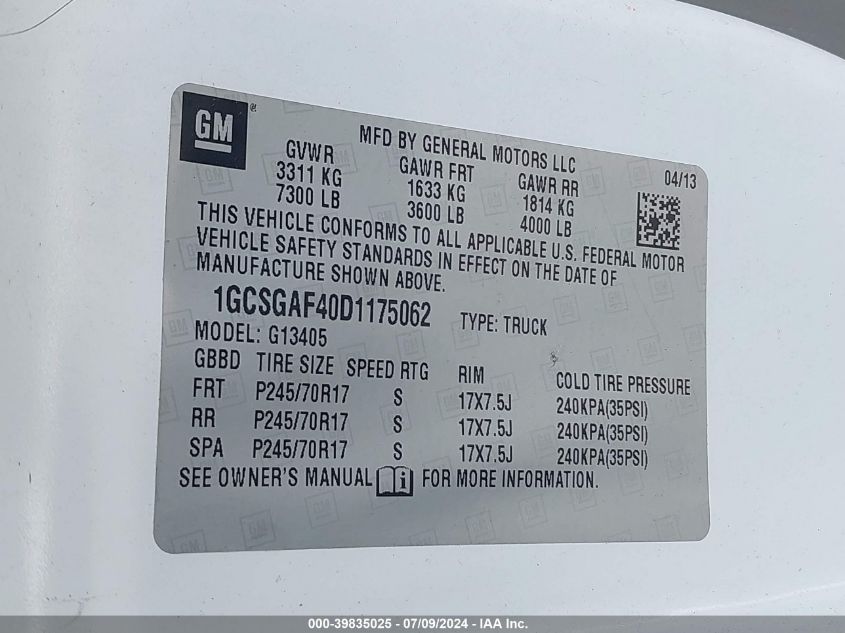 GM ®
MFD BY GENERAL MOTORS LLC
GVWR GAWR FRT GAWR RR 04/13
3311 KG 1633 KG 1814 KG
7300 LB 3600 LB 4000 LB
THIS VEHICLE CONFORMS TO ALL APPLICABLE U.S. FEDERAL MOTOR
VEHICLE SAFETY STANDARDS IN EFFECT ON THE DATE OF
MANUFACTURE SHOWN ABOVE.
1GCSGAF40D1175062 TYPE: TRUCK
MODEL: G13405
GBBD TIRE SIZE SPEED RTG RIM COLD TIRE PRESSURE
FRT P245/70R17 S 17X7.5J 240KPA(35PSI)
RR P245/70R17 S 17X7.5J 240KPA(35PSI)
SPA P245/70R17 S 17X7.5J 240KPA(35PSI)
SEE OWNER'S MANUAL i FOR MORE INFORMATION.
000-39835025 - 07/09/2024 - IAA Inc.